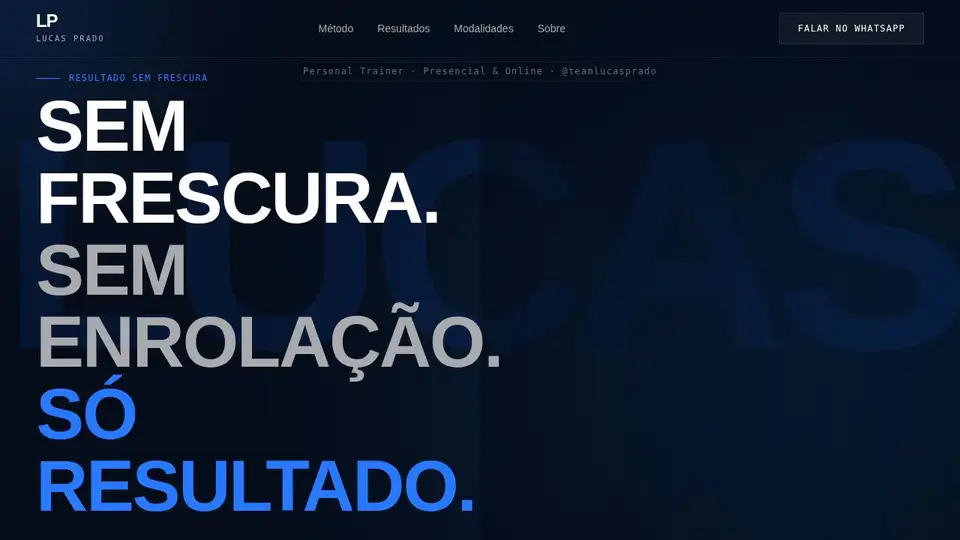 LP
LUCAS PRADO
Método
Resultados
Modalidades
Sobre
FALAR NO WHATSAPP
Personal Trainer · Presencial & Online · @teamlucasprado
RESULTADO SEM FRESCURA
SEM
FRESCURA.
SEM
ENROLAÇÃO.
SÓ
RESULTADO.
LUCAS